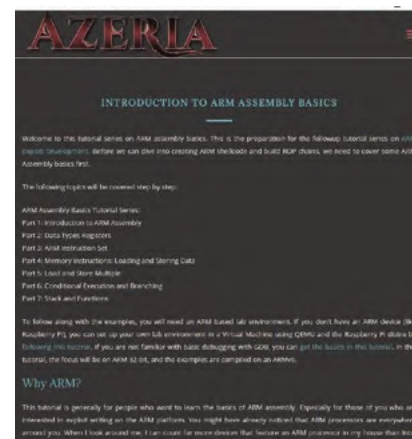 AZERIA
INTRODUCTION TO ARM ASSEMBLY BASICS
Welcome to this tutorial series on ARM assembly basics. This is the preparation for the followup tutorial series on ARM
exploit development. Before we can dive into creating ARM shellcode and build ROP chains, we need to cover some ARM
Assembly basics first.
The following topics will be covered step by step:
ARM Assembly Basics Tutorial Series:
Part 1: Introduction to ARM Assembly
Part 2: Data Types Registers
Part 3: ARM Instruction Set
Part 4: Memory Instructions: Loading and Storing Data
Part 5: Load and Store Multiple
Part 6: Conditional Execution and Branching
Part 7: Stack and Functions
To follow along with the examples, you will need an ARM based lab environment. If you don't have an ARM device (like
Raspberry Pi), you can set up your own lab environment in a Virtual Machine using QEMU and the Raspberry Pi distro
following this tutorial. If you are not familiar with basic debugging with GDB, you can get the basics in this tutorial. In this
tutorial, the focus will be on ARM 32-bit, and the examples are compiled on an ARMv6.
Why ARM?
This tutorial is generally for people who want to learn the basics of ARM assembly. Especially for those of you who are
interested in exploit writing on the ARM platform. You might have already noticed that ARM processors are everywhere
around you. When I look around me, I can count far more devices that feature an ARM processor in my house than